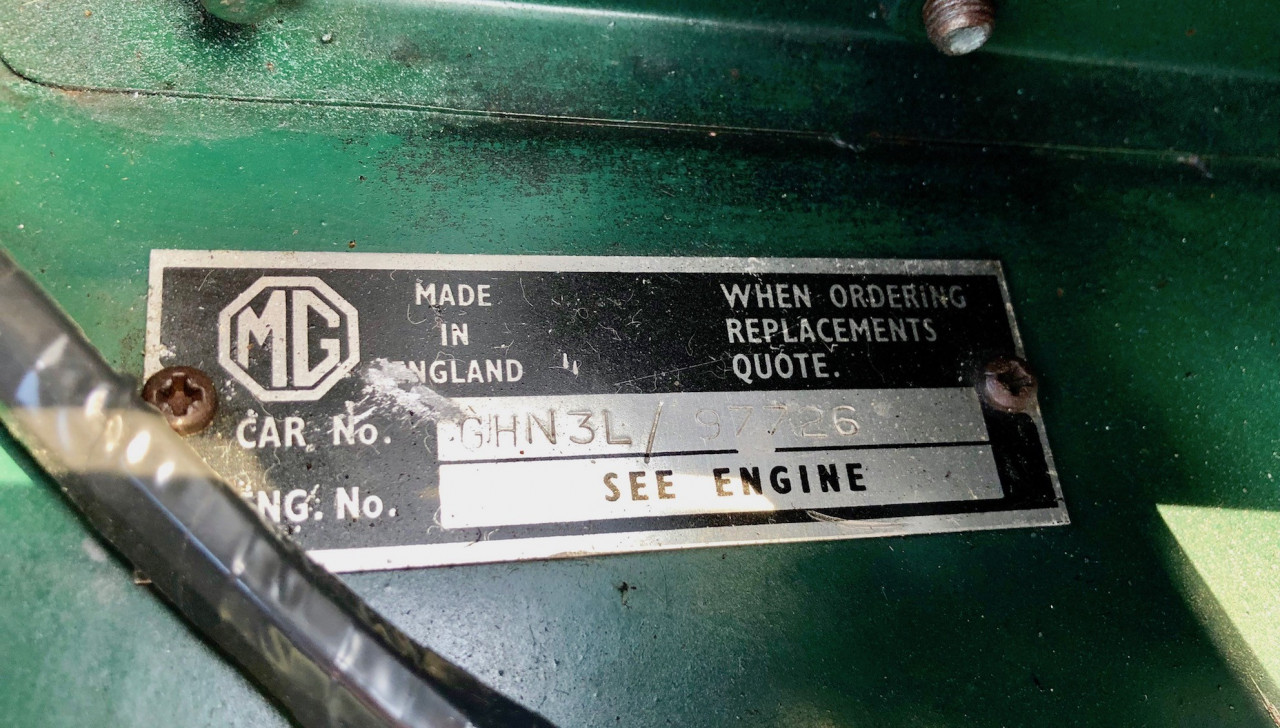 MG
MADE
IN
ENGLAND
WHEN ORDERING
REPLACEMENTS
QUOTE.
CAR No. GHN3L/ 97726
ENG. No. SEE ENGINE